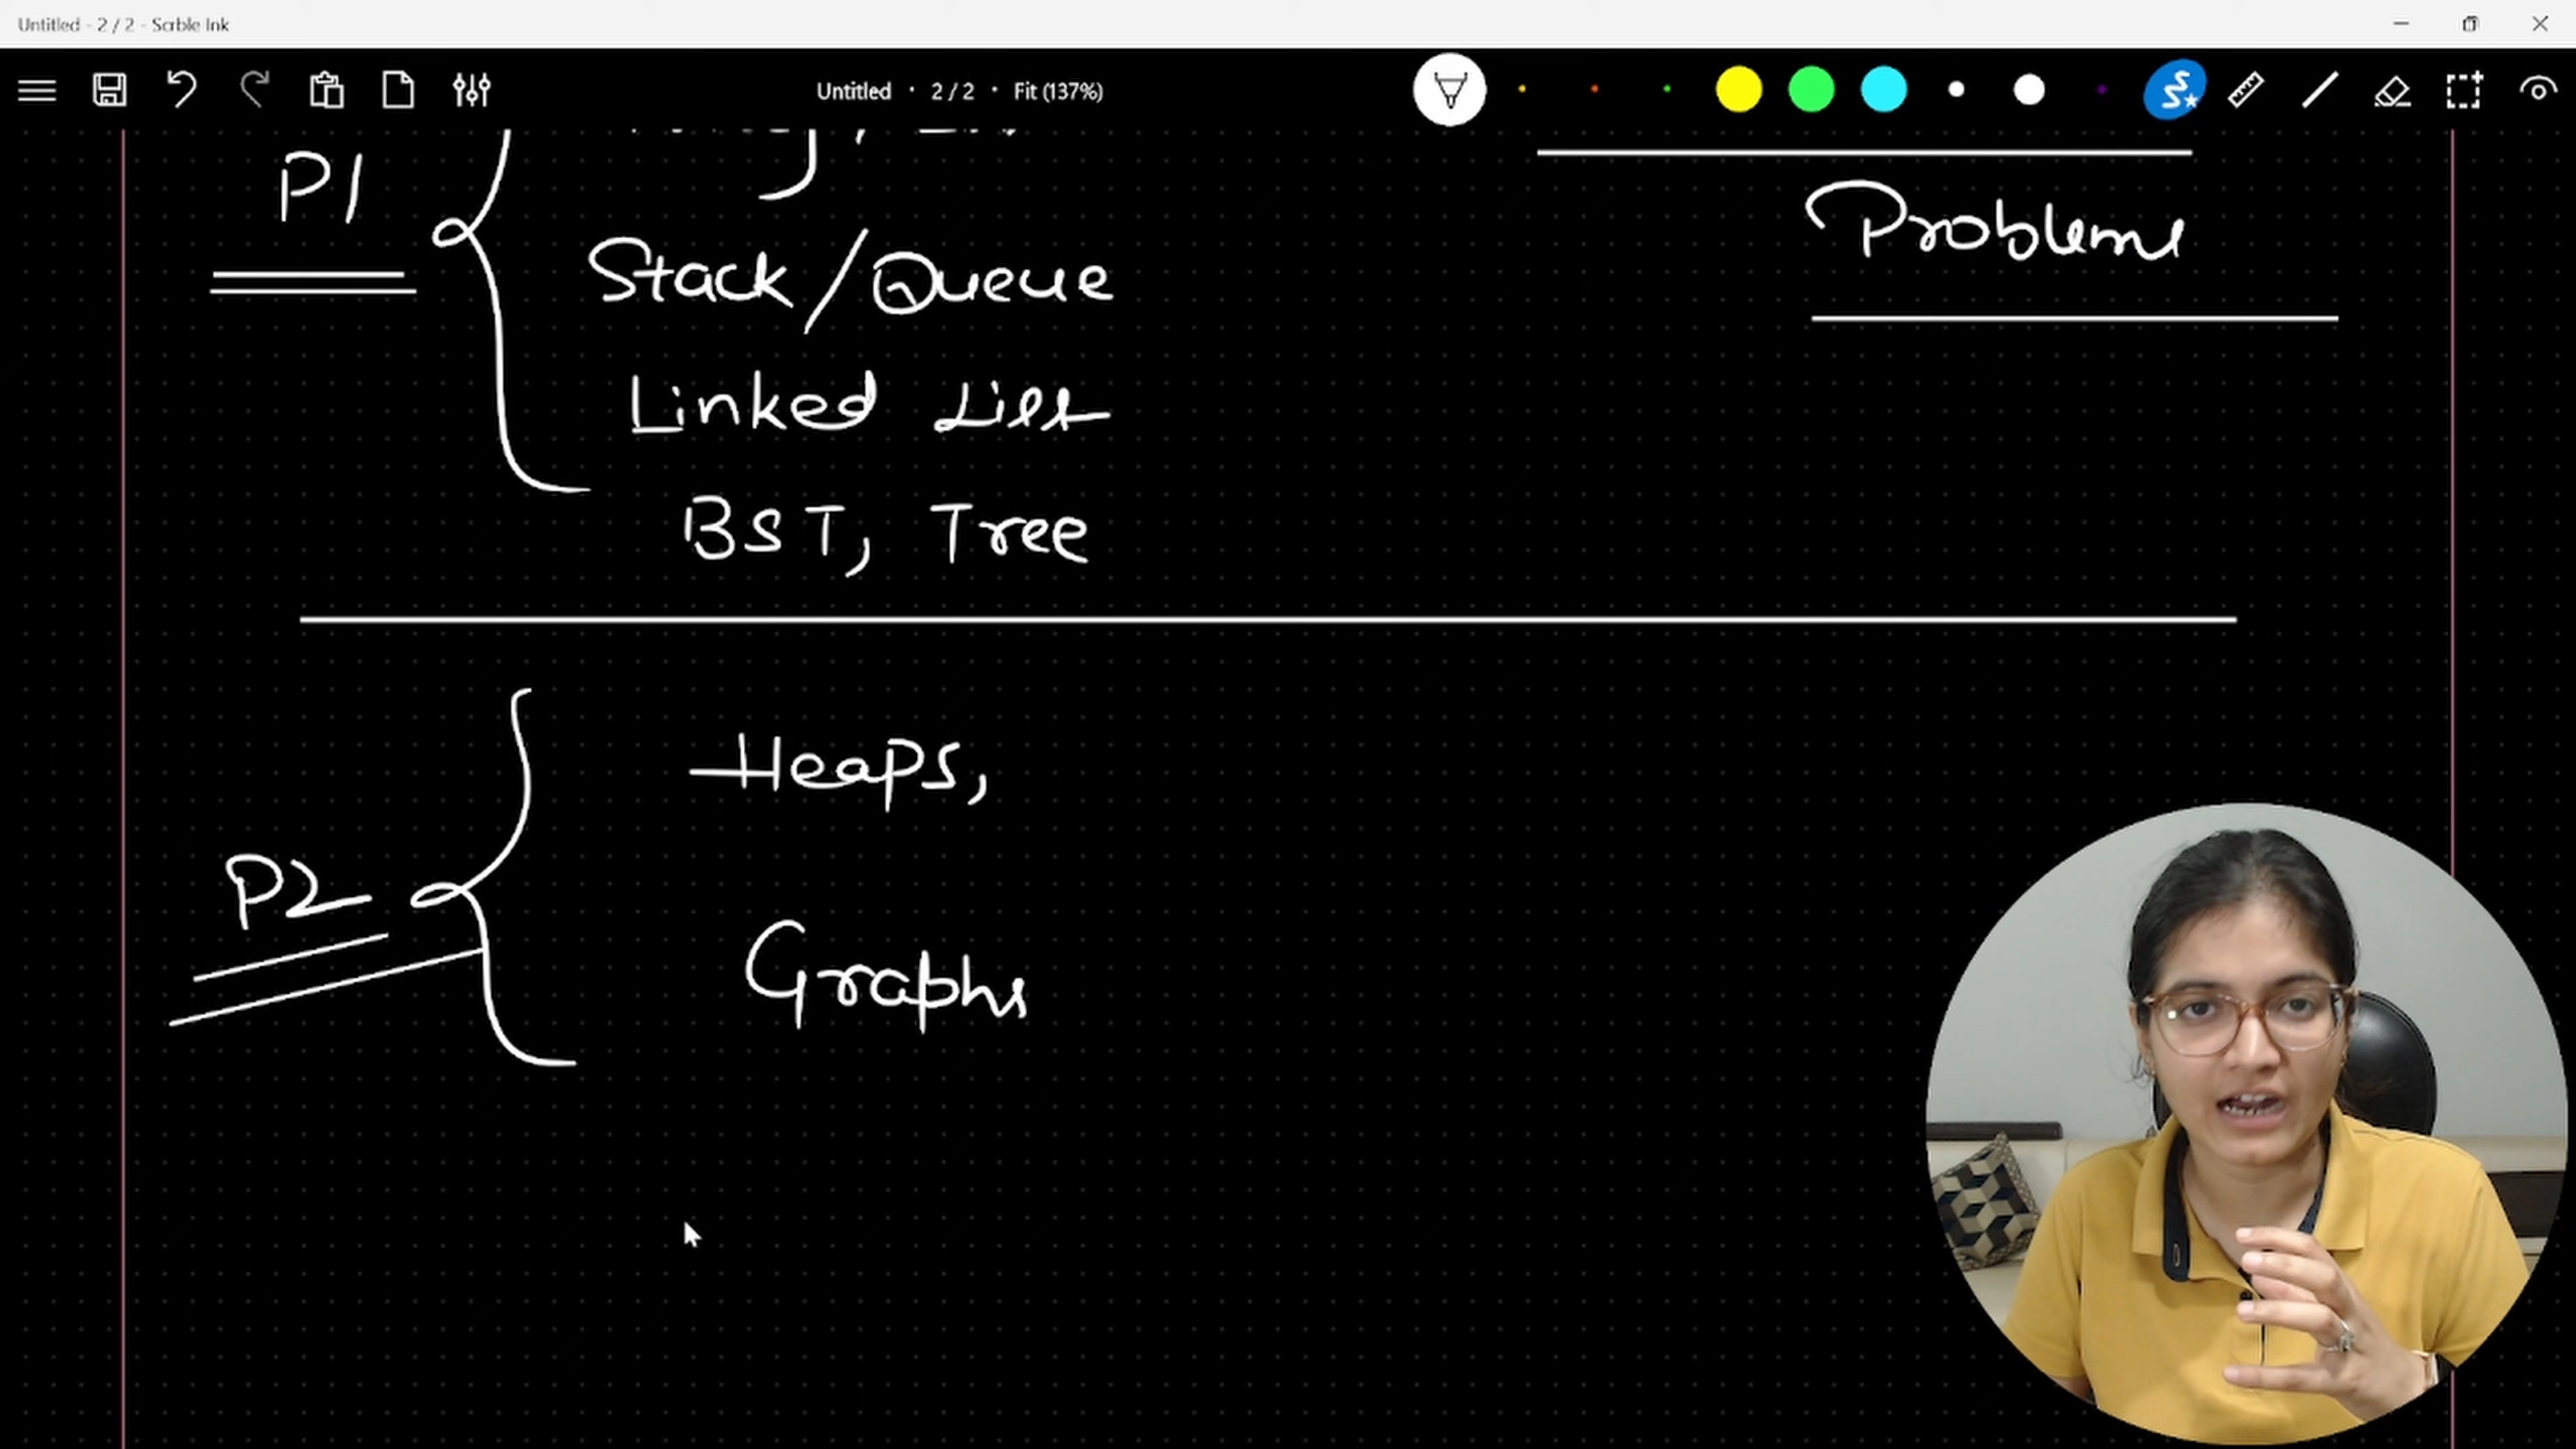 Untitled - 2 / 2 - Scrble Ink
Untitled • 2 / 2 • Fit (137%)
P1
Stack/Queue
Linked List
BST, Tree
Problems
P2
Heaps,
Graphs